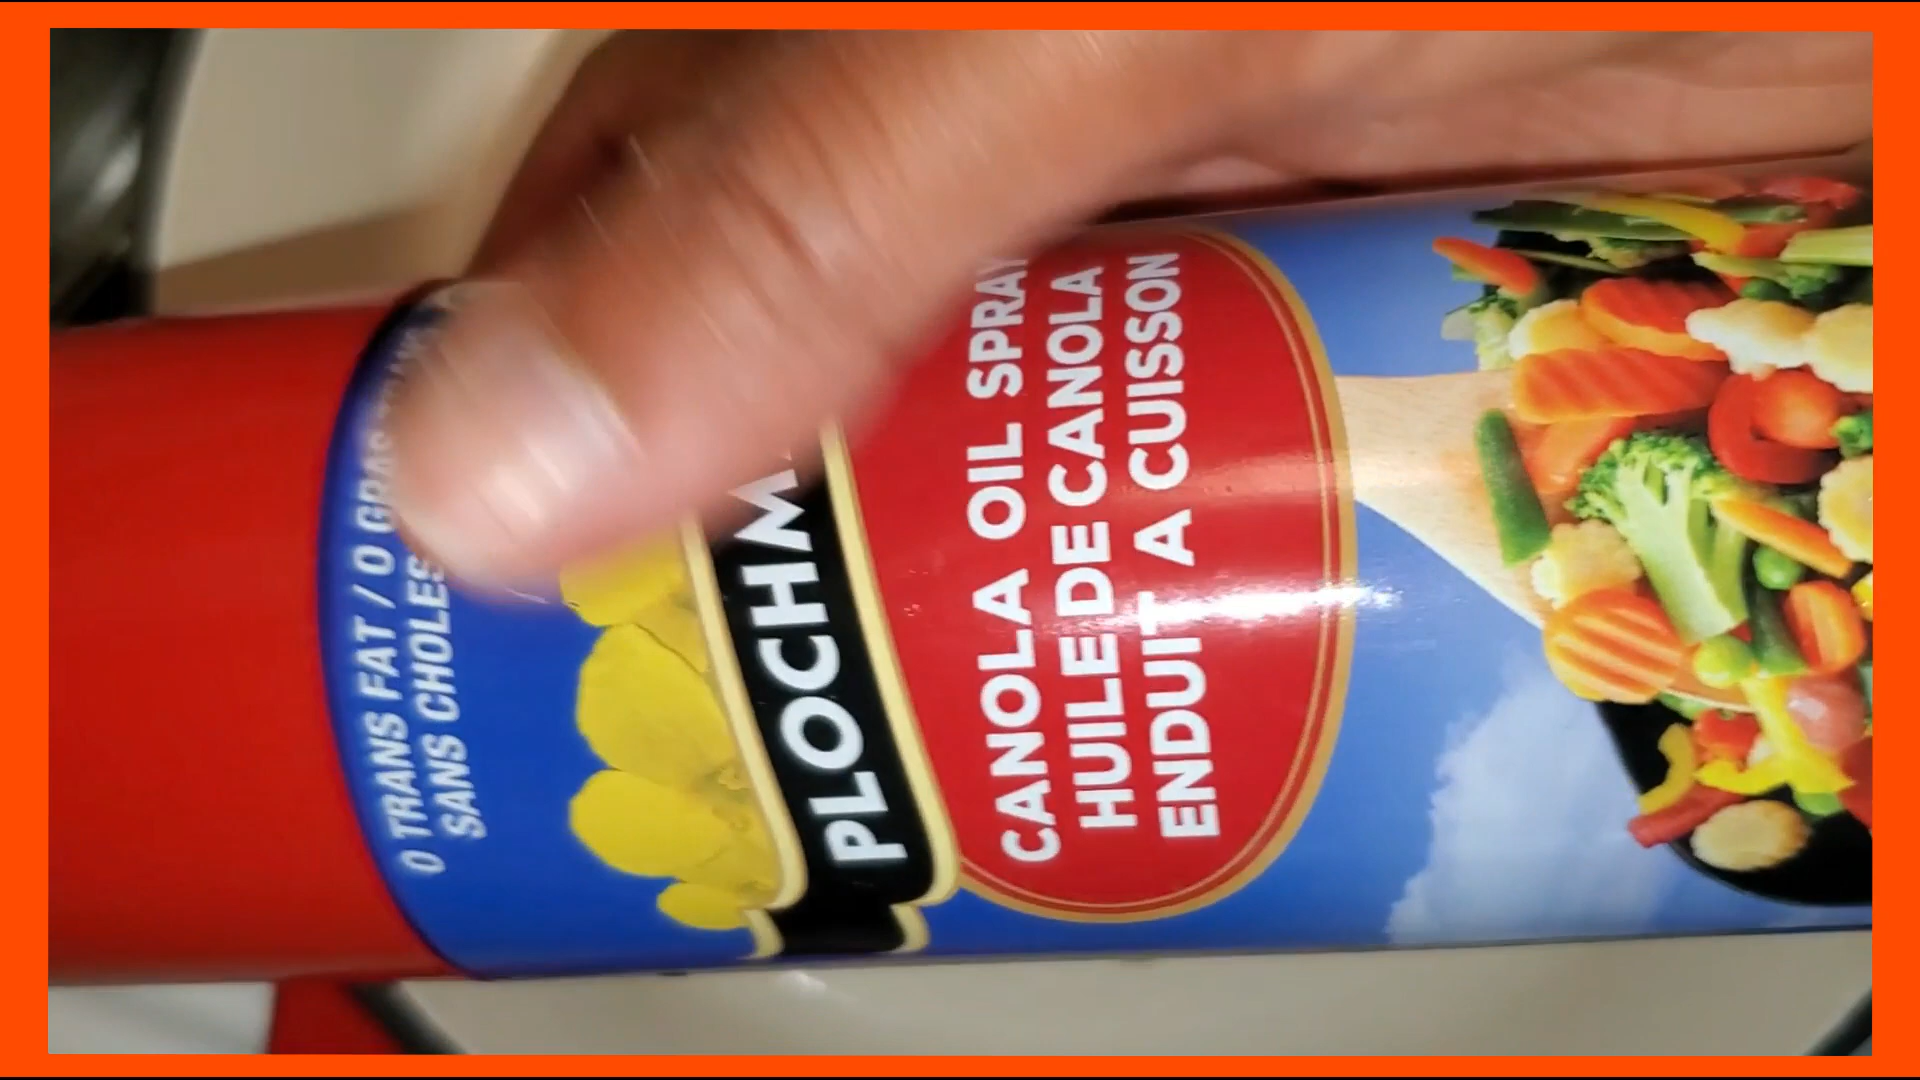 0 TRANS FAT / 0 GRAS
SANS CHOLES
PLOCHM
CANOLA OIL SPRAY
HUILE DE CANOLA
ENDUIT A CUISSON